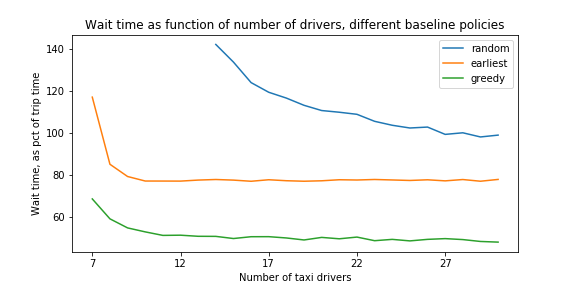 Wait time as function of number of drivers, different baseline policies
Wait time, as pct of trip time
140
120
100
80
60
random
earliest
greedy
7 12 17 22 27
Number of taxi drivers